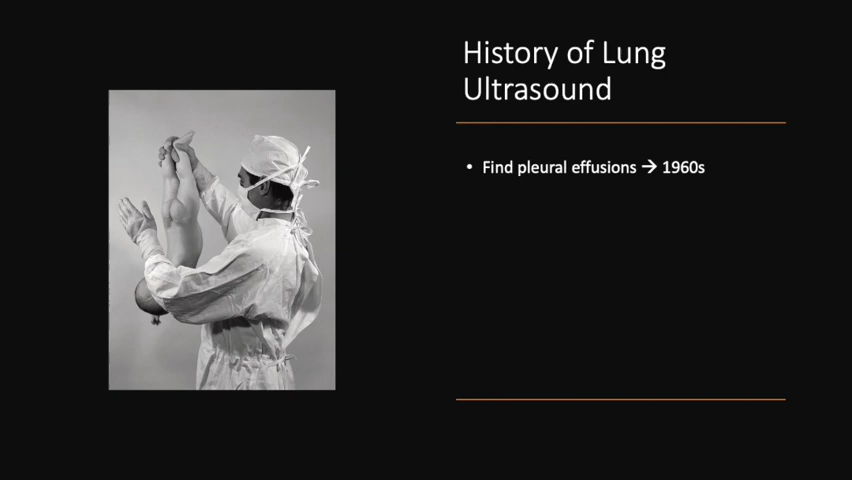 History of Lung
Ultrasound
• Find pleural effusions → 1960s